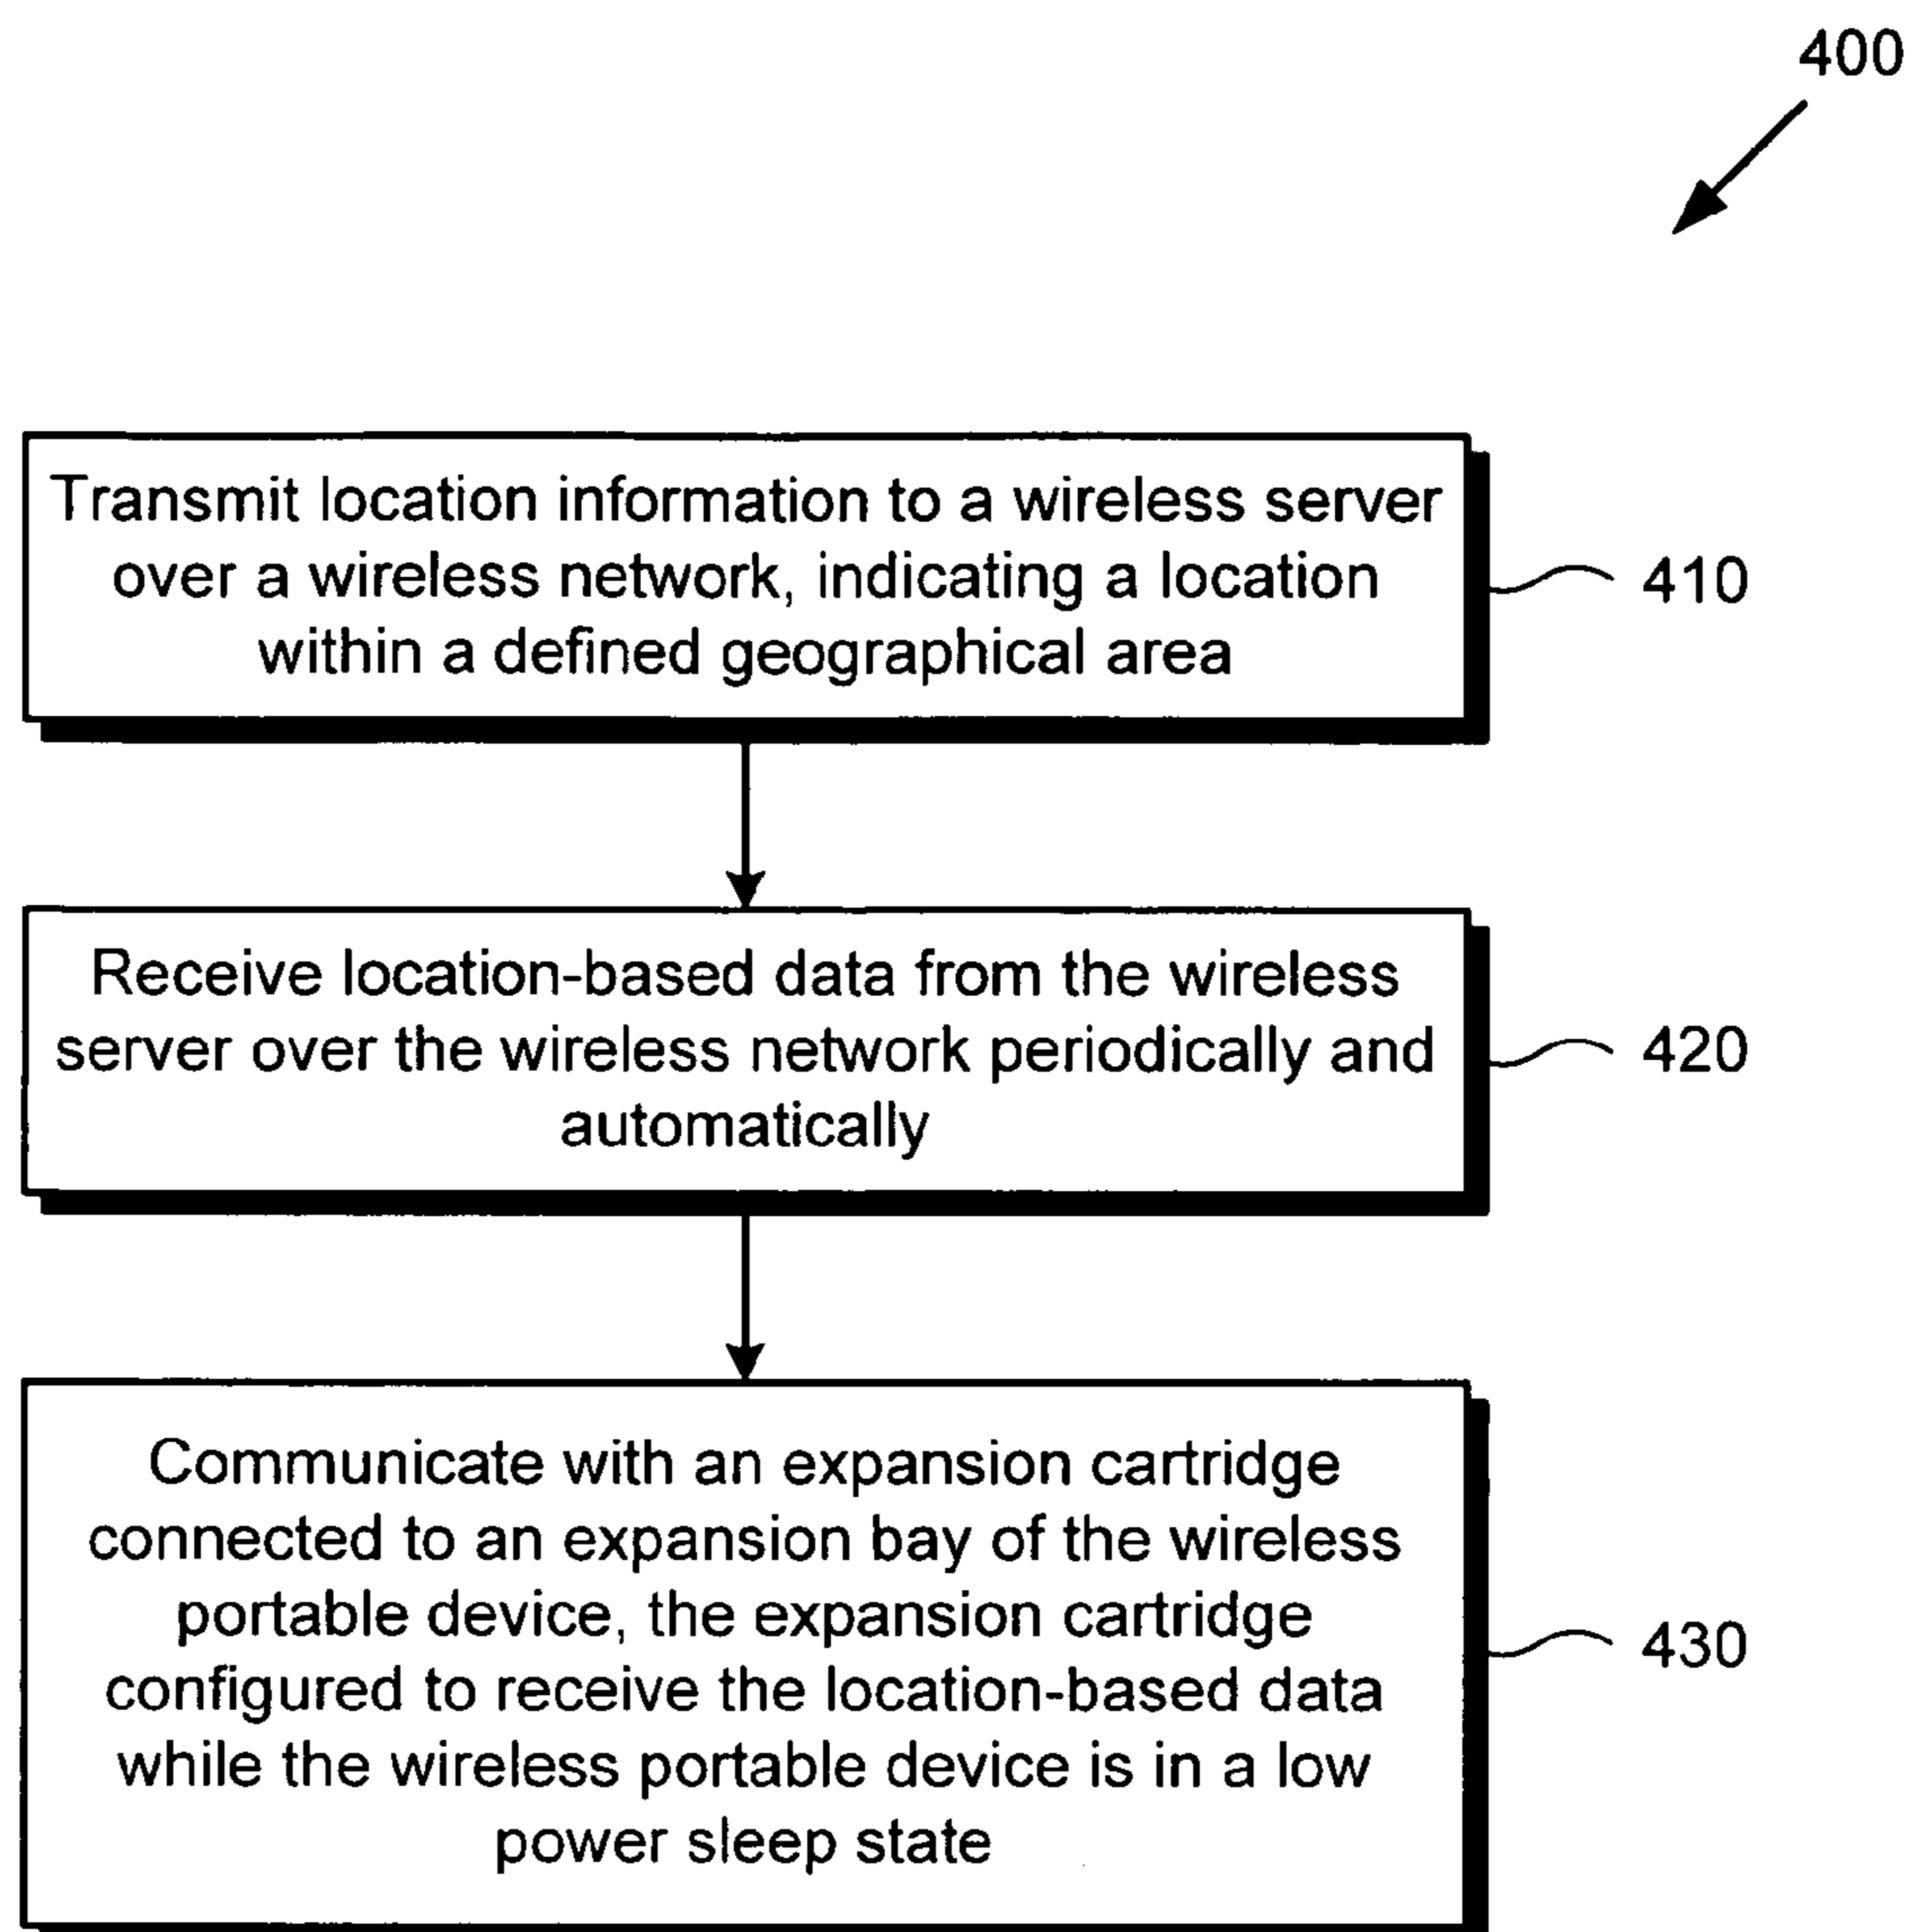 400
Transmit location information to a wireless server
over a wireless network, indicating a location
within a defined geographical area
410
Receive location-based data from the wireless
server over the wireless network periodically and
automatically
420
Communicate with an expansion cartridge
connected to an expansion bay of the wireless
portable device, the expansion cartridge
configured to receive the location-based data
while the wireless portable device is in a low
power sleep state
430